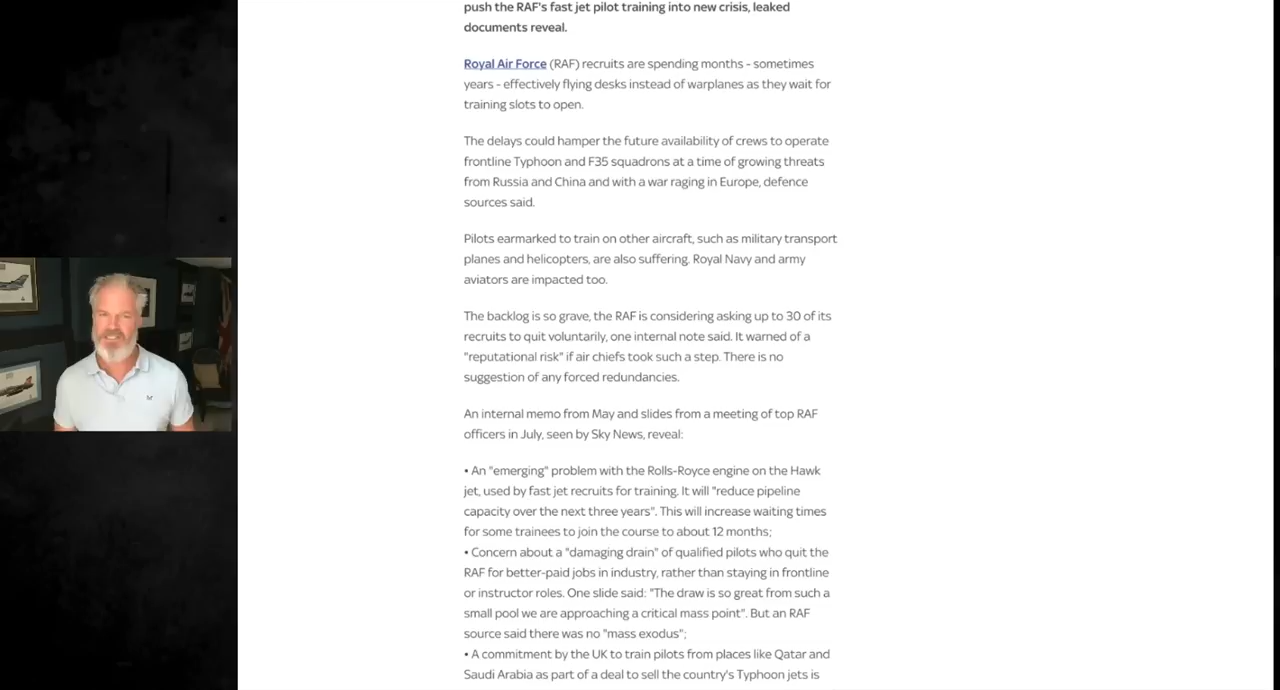 push the RAF's fast jet pilot training into new crisis, leaked
documents reveal.
Royal Air Force (RAF) recruits are spending months - sometimes
years - effectively flying desks instead of warplanes as they wait for
training slots to open.
The delays could hamper the future availability of crews to operate
frontline Typhoon and F35 squadrons at a time of growing threats
from Russia and China and with a war raging in Europe, defence
sources said.
Pilots earmarked to train on other aircraft, such as military transport
planes and helicopters, are also suffering. Royal Navy and army
aviators are impacted too.
The backlog is so grave, the RAF is considering asking up to 30 of its
recruits to quit voluntarily, one internal note said. It warned of a
"reputational risk" if air chiefs took such a step. There is no
suggestion of any forced redundancies.
An internal memo from May and slides from a meeting of top RAF
officers in July, seen by Sky News, reveal:
• An "emerging" problem with the Rolls-Royce engine on the Hawk
jet, used by fast jet recruits for training. It will "reduce pipeline
capacity over the next three years". This will increase waiting times
for some trainees to join the course to about 12 months;
• Concern about a "damaging drain" of qualified pilots who quit the
RAF for better-paid jobs in industry, rather than staying in frontline
or instructor roles. One slide said: "The draw is so great from such a
small pool we are approaching a critical mass point". But an RAF
source said there was no "mass exodus";
• A commitment by the UK to train pilots from places like Qatar and
Saudi Arabia as part of a deal to sell the country's Typhoon jets is